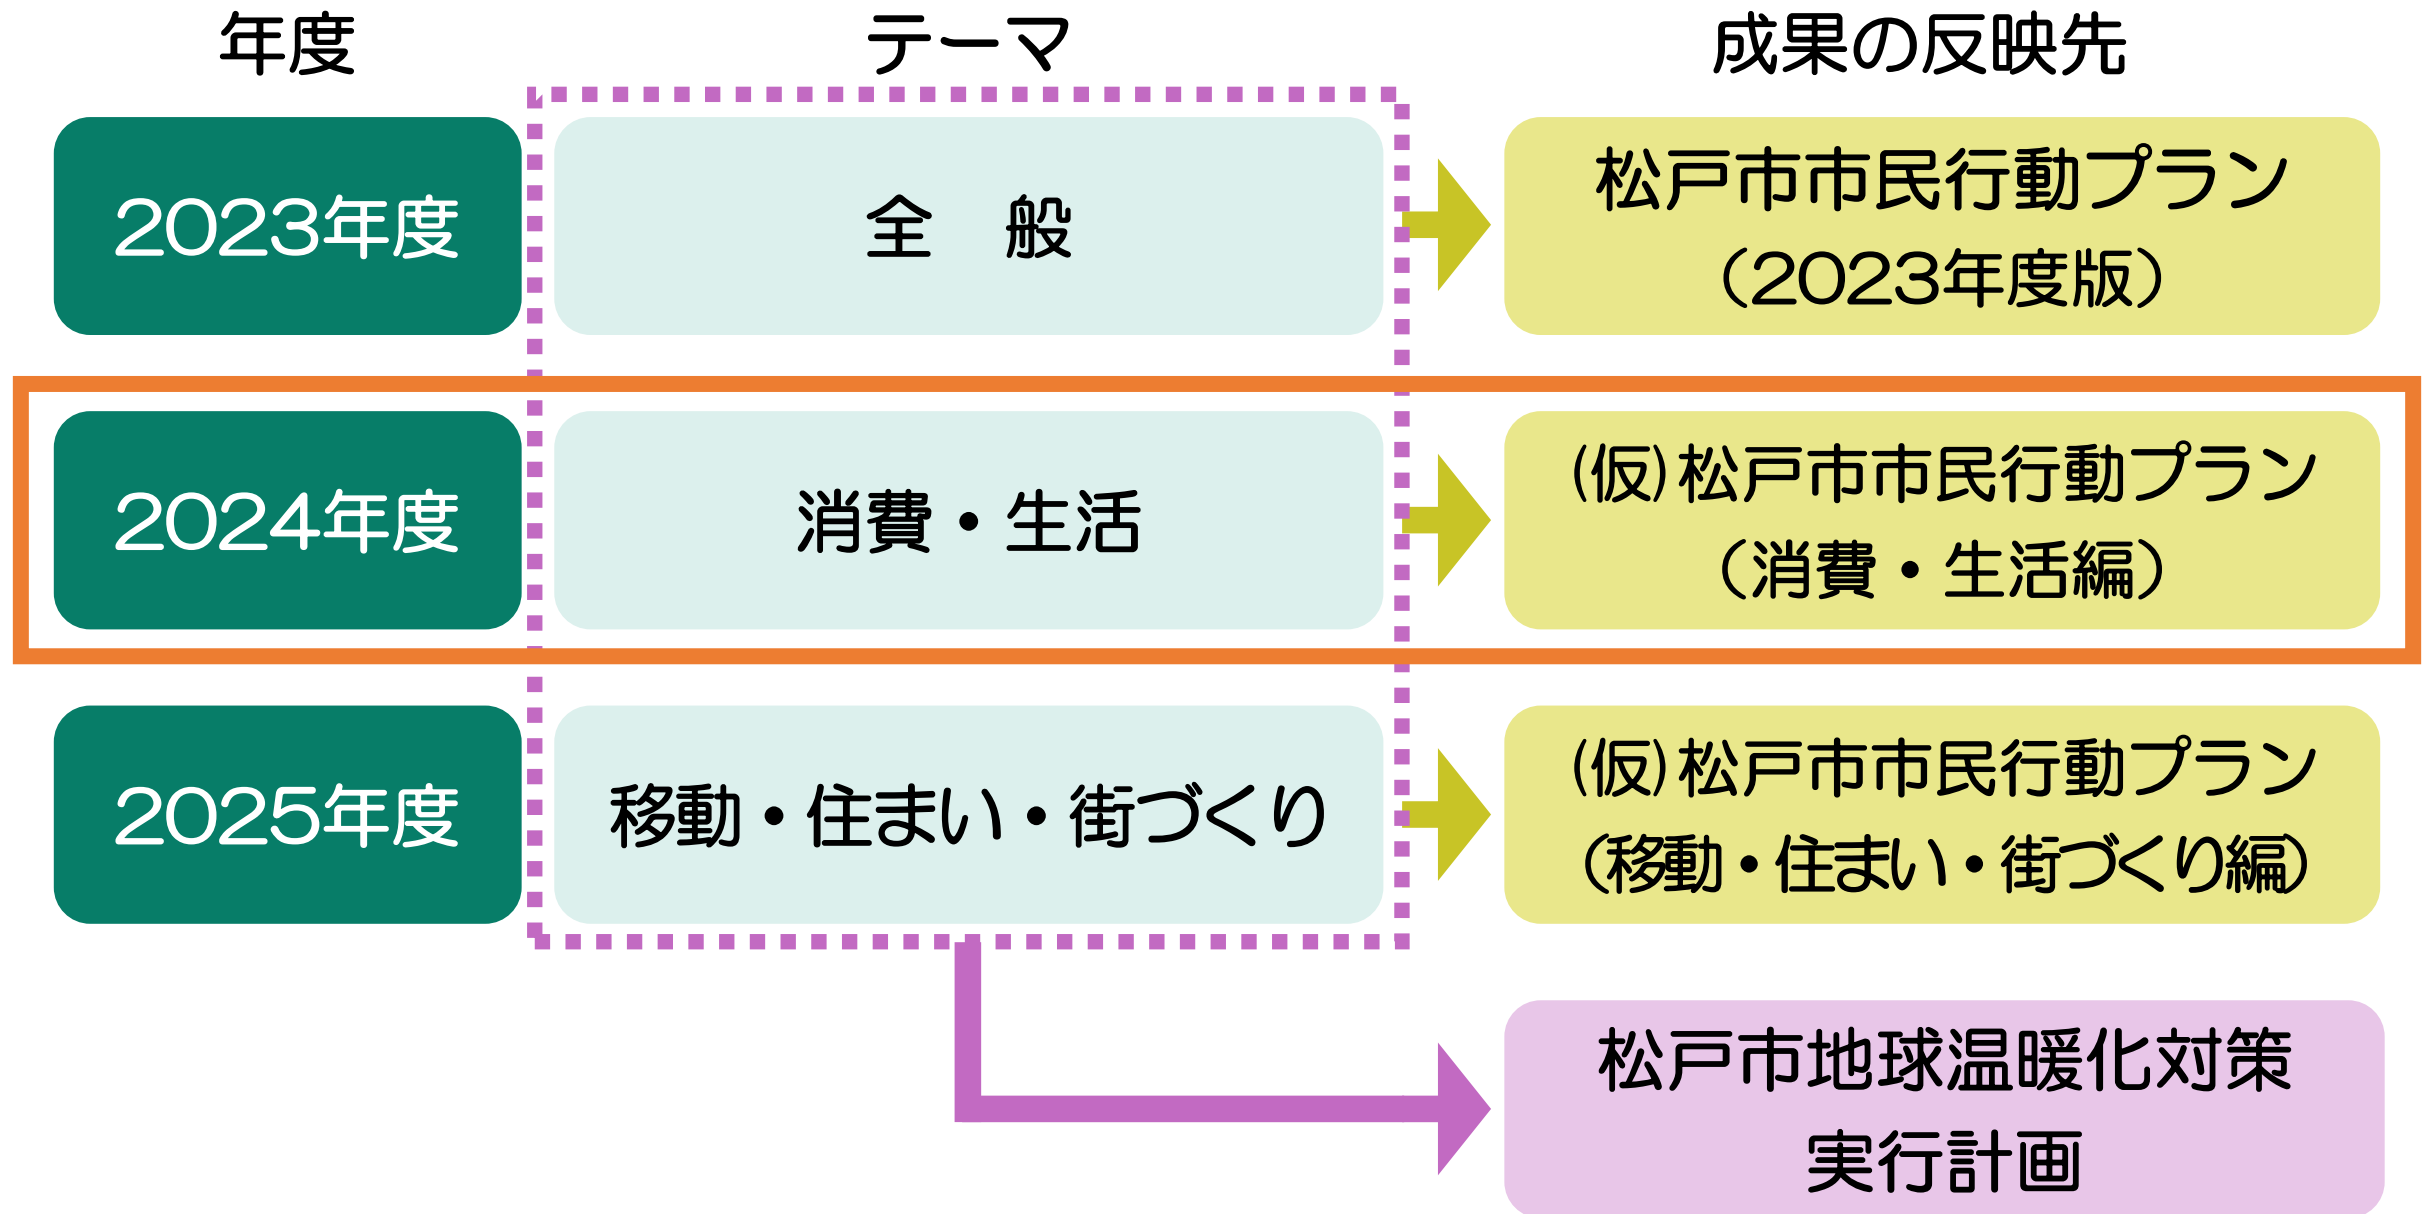 年度
テーマ
成果の反映先
2023年度
全　般
松戸市市民行動プラン
（2023年度版）
2024年度
消費・生活
(仮)松戸市市民行動プラン
（消費・生活編）
2025年度
移動・住まい・街づくり
(仮)松戸市市民行動プラン
（移動・住まい・街づくり編）
松戸市地球温暖化対策
実行計画